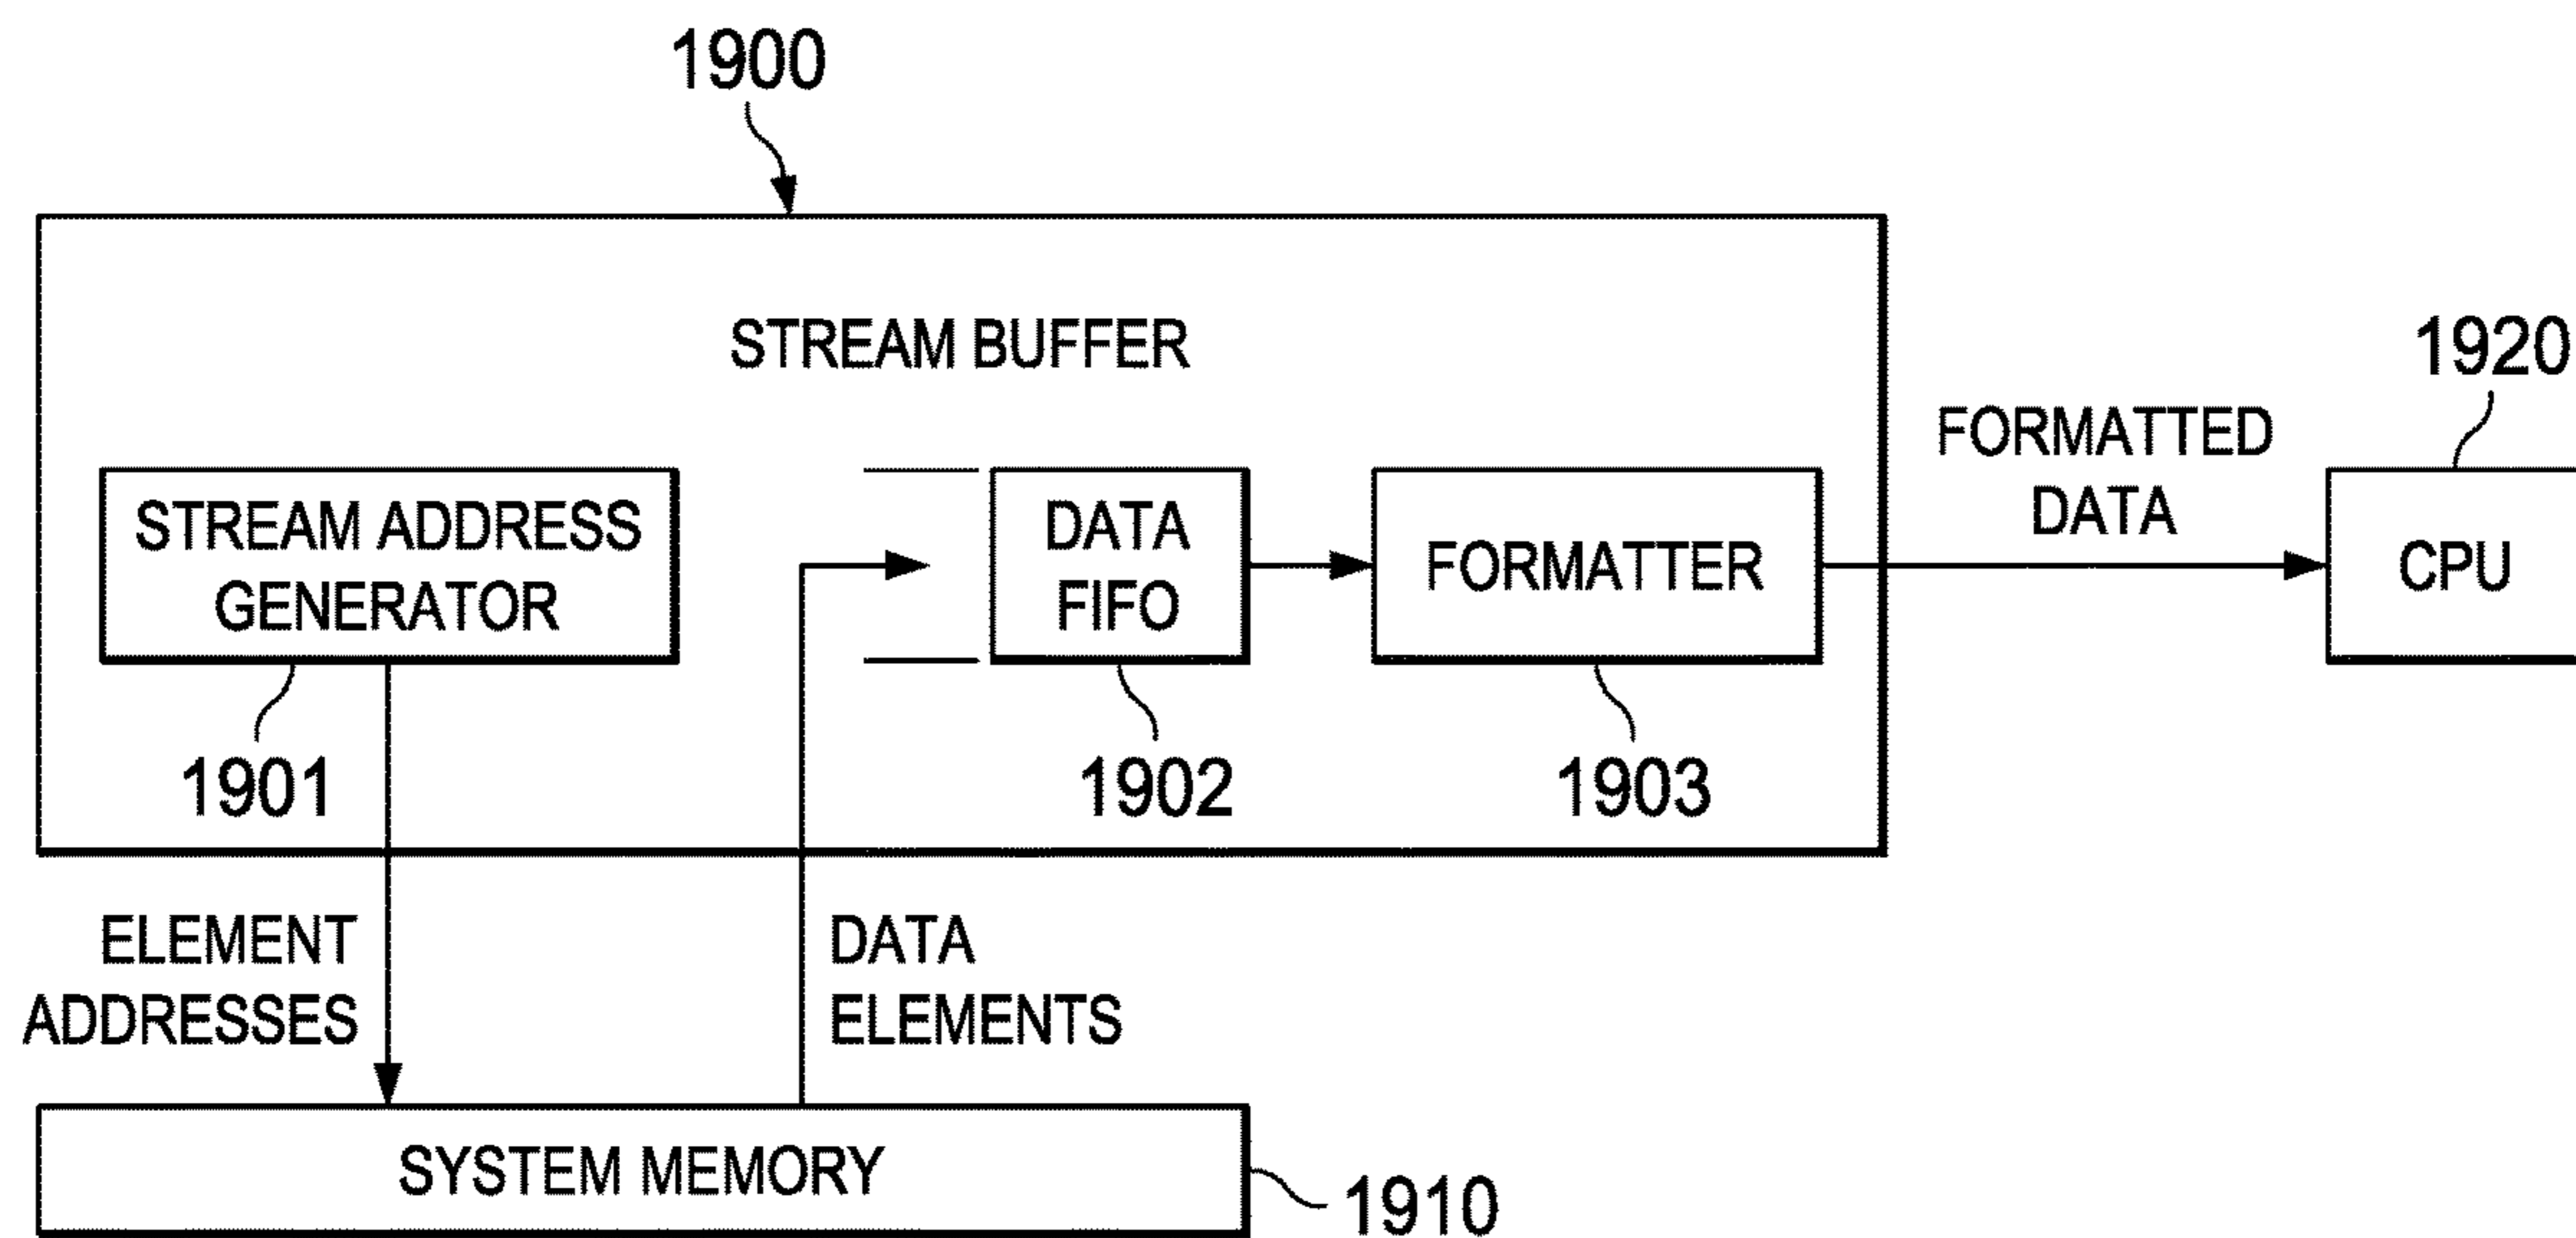 1900
STREAM BUFFER
1920
FORMATTED
DATA
STREAM ADDRESS
GENERATOR
DATA
FIFO
FORMATTER
CPU
1901
1902
1903
ELEMENT
ADDRESSES
DATA
ELEMENTS
SYSTEM MEMORY
1910